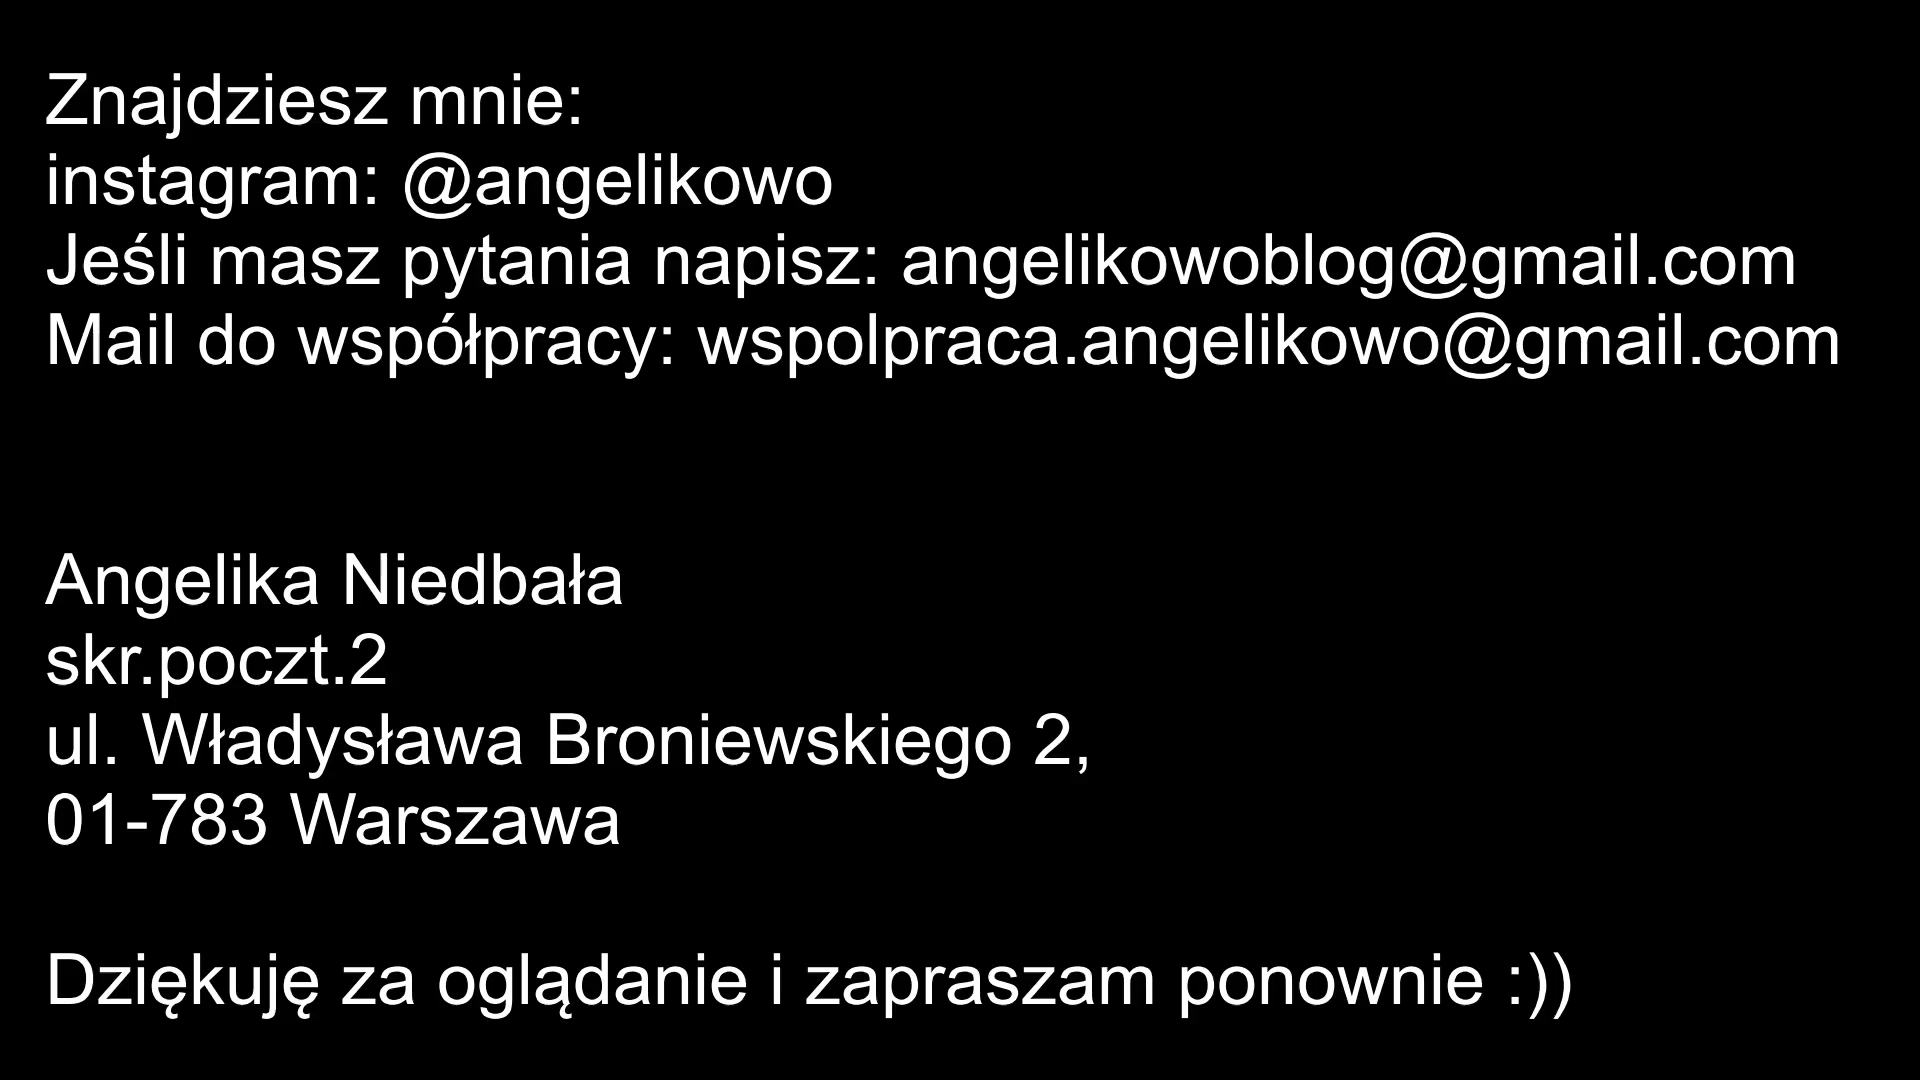 Znajdziesz mnie:
instagram: @angelikowo
Jeśli masz pytania napisz: angelikowoblog@gmail.com
Mail do współpracy: wspolpraca.angelikowo@gmail.com
Angelika Niedbała
skr.poczt.2
ul. Władysława Broniewskiego 2,
01-783 Warszawa
Dziękuję za oglądanie i zapraszam ponownie :))